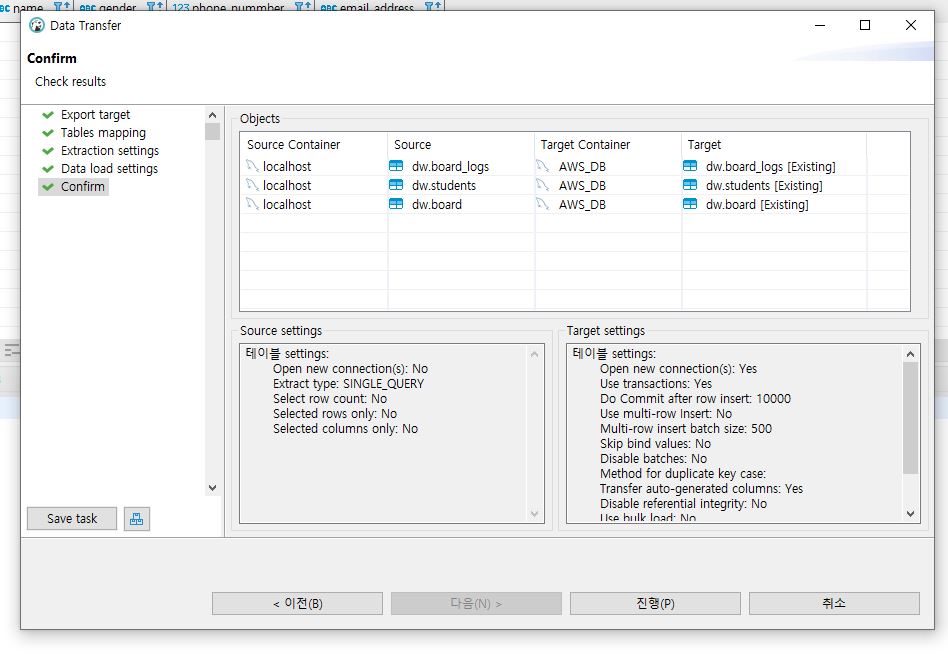 name gender 123 phone_nummber ABC email_address
Data Transfer
Confirm
Check results
Export target
Tables mapping
Extraction settings
Data load settings
Confirm
Save task
Objects
Source Container Source Target Container Target
localhost dw.board_logs AWS_DB dw.board_logs [Existing]
localhost dw.students AWS_DB dw.students [Existing]
localhost dw.board AWS_DB dw.board [Existing]
Source settings
테이블 settings:
Open new connection(s): No
Extract type: SINGLE_QUERY
Select row count: No
Selected rows only: No
Selected columns only: No
Target settings
테이블 settings:
Open new connection(s): Yes
Use transactions: Yes
Do Commit after row insert: 10000
Use multi-row Insert: No
Multi-row insert batch size: 500
Skip bind values: No
Disable batches: No
Method for duplicate key case:
Transfer auto-generated columns: Yes
Disable referential integrity: No
Use bulk load: No
< 이전(B) 다음(N) > 진행(P) 취소